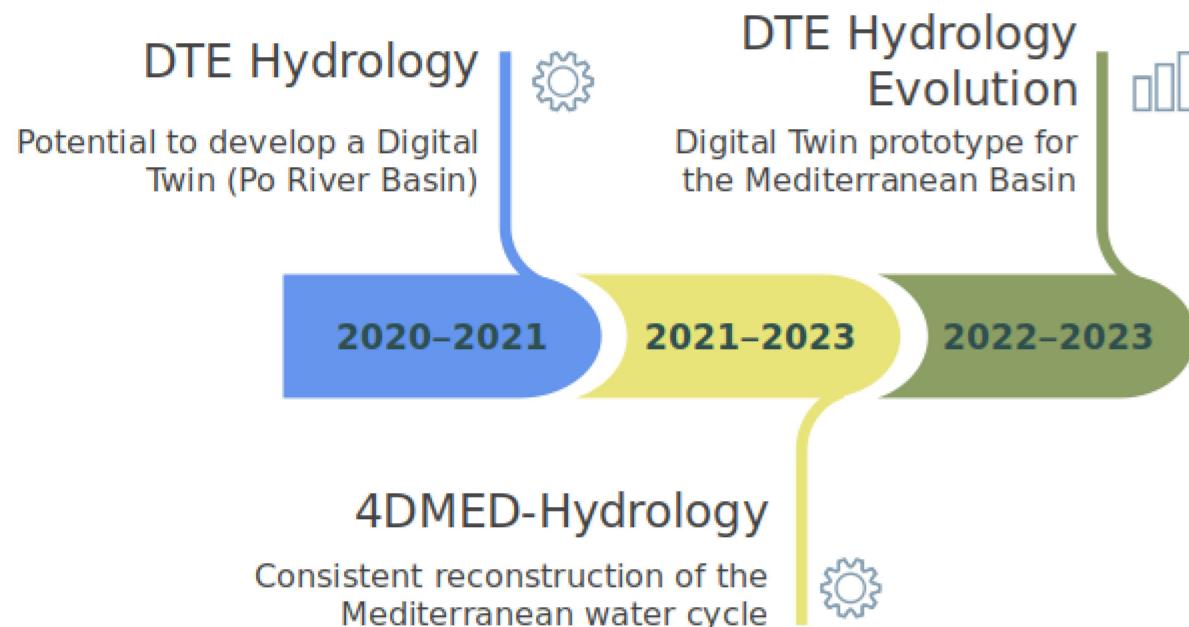 DTE Hydrology
Potential to develop a Digital
Twin (Po River Basin)
DTE Hydrology
Evolution
Digital Twin prototype for
the Mediterranean Basin
2020–2021
2021–2023
2022–2023
4DMED-Hydrology
Consistent reconstruction of the
Mediterranean water cycle